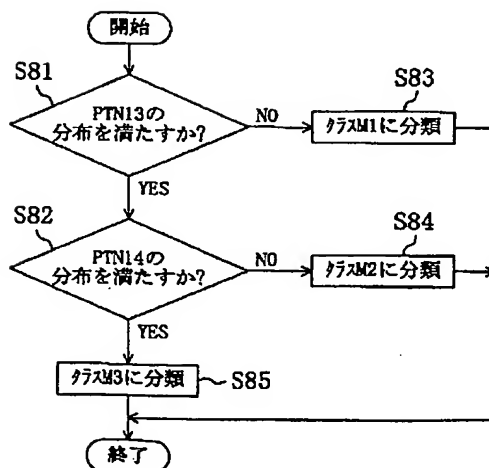 開始
S81
PTN13の
分布を満たすか?
NO
S83
クラスM1に分類
YES
S82
PTN14の
分布を満たすか?
NO
S84
クラスM2に分類
YES
クラスM3に分類
S85
終了